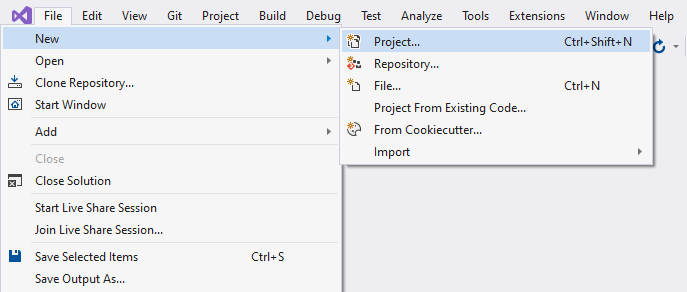 File Edit View Git Project Build Debug Test Analyze Tools Extensions Window Help
New
Open
Clone Repository...
Start Window
Add
Close
Close Solution
Start Live Share Session
Join Live Share Session...
Save Selected Items Ctrl+S
Save Output As...
Project... Ctrl+Shift+N
Repository...
File... Ctrl+N
Project From Existing Code...
From Cookiecutter...
Import